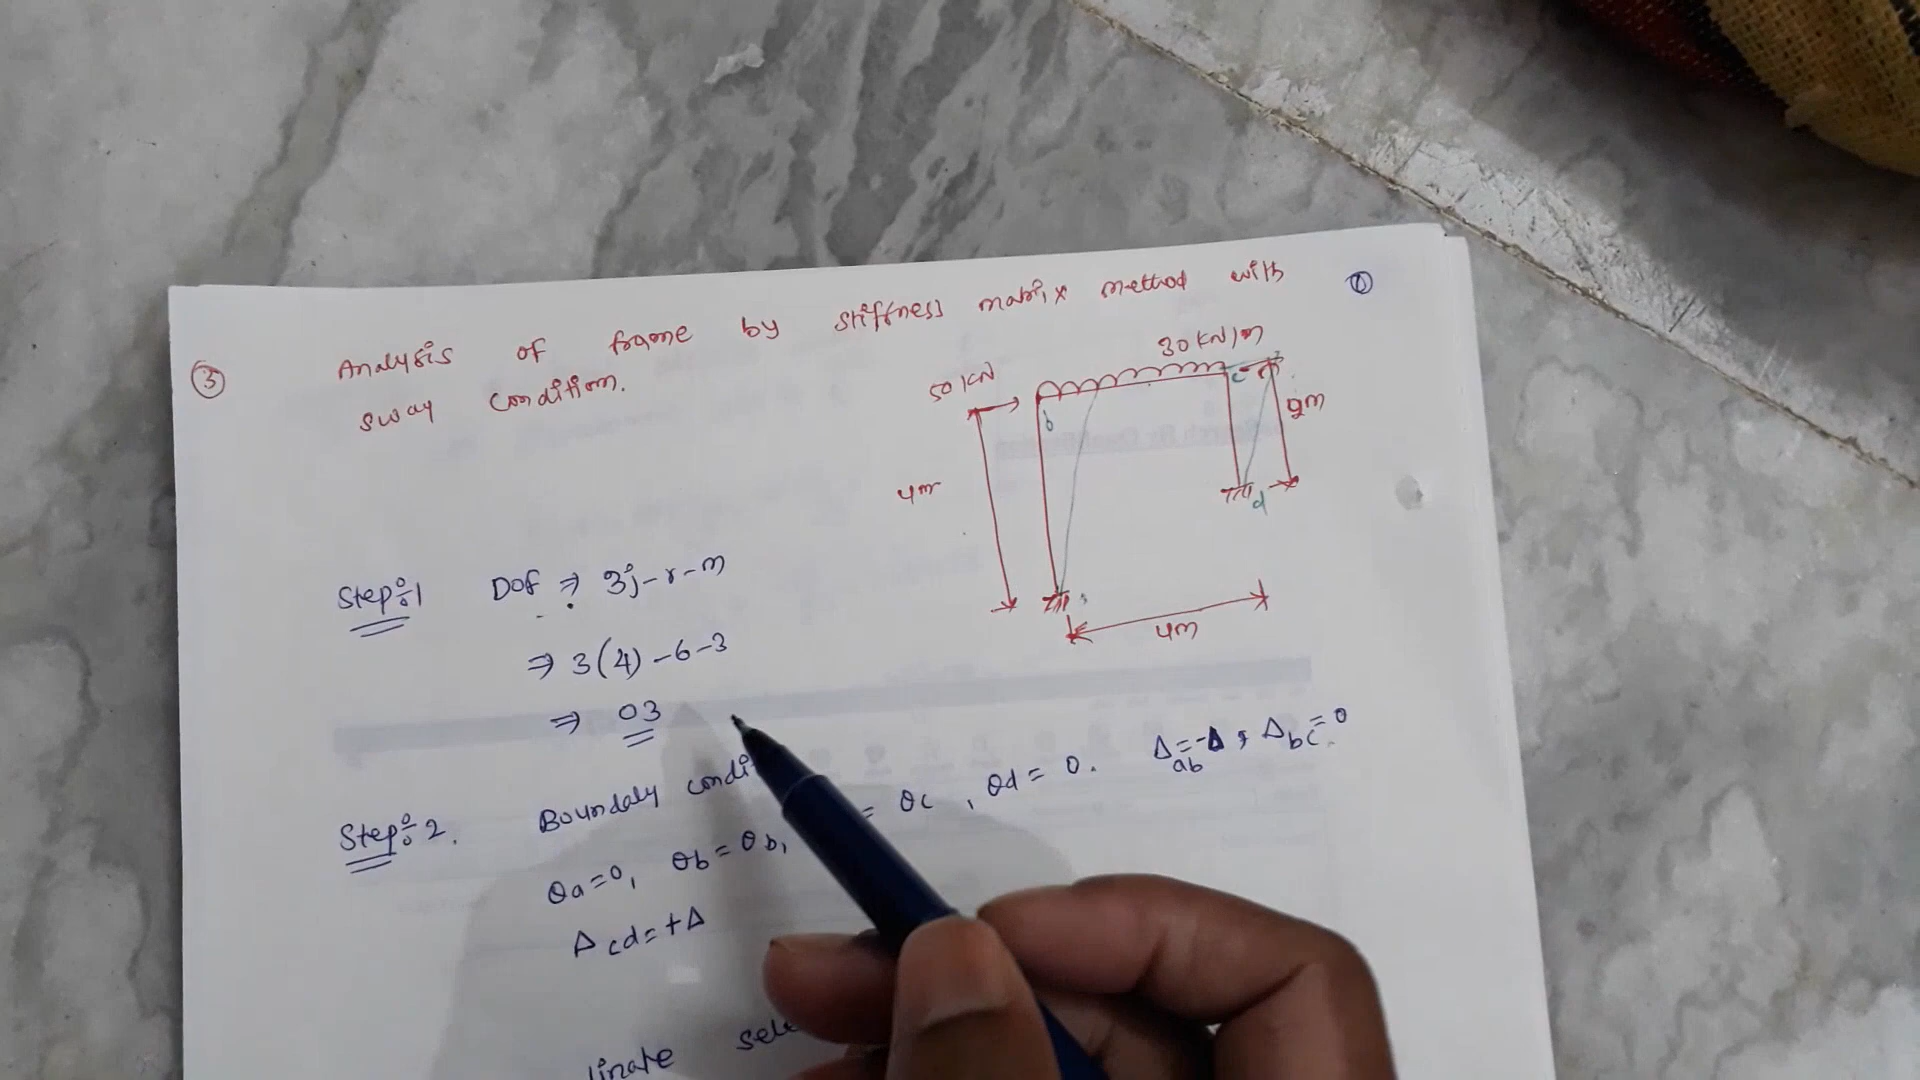 ③ Analysis of frame by stiffness matrix method with
sway condition.
①
50 KN
30 KN/m
b
c
4m
d
4m
Step:1 Dof ⇒ 3j-r-m
⇒ 3(4)-6-3
⇒ 03
Step:2. Boundary condi
θa=0, θb=θb, = θc, θd=0. Δab=-Δ, Δbc=0
Δcd=+Δ
linate sele